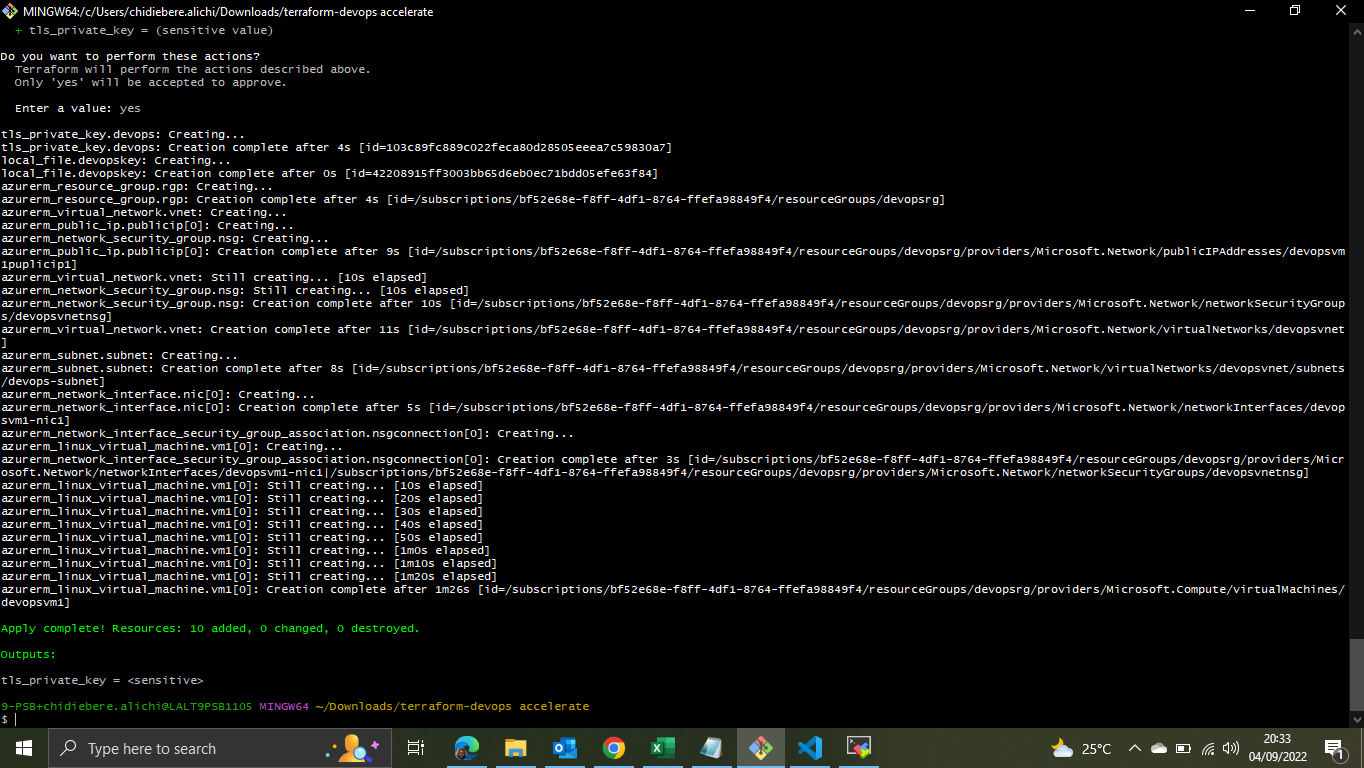 MINGW64:/c/Users/chidiebere.alichi/Downloads/terraform-devops accelerate
+ tls_private_key = (sensitive value)
Do you want to perform these actions?
Terraform will perform the actions described above.
Only 'yes' will be accepted to approve.
Enter a value: yes
tls_private_key.devops: Creating...
tls_private_key.devops: Creation complete after 4s [id=103c89fc889c022feca80d28505eeea7c59830a7]
local_file.devopskey: Creating...
local_file.devopskey: Creation complete after 0s [id=42208915ff3003bb65d6eb0ec71bdd05efe63f84]
azurerm_resource_group.rgp: Creating...
azurerm_resource_group.rgp: Creation complete after 4s [id=/subscriptions/bf52e68e-f8ff-4df1-8764-ffefa98849f4/resourceGroups/devopsrg]
azurerm_virtual_network.vnet: Creating...
azurerm_public_ip.publicip[0]: Creating...
azurerm_network_security_group.nsg: Creating...
azurerm_public_ip.publicip[0]: Creation complete after 9s [id=/subscriptions/bf52e68e-f8ff-4df1-8764-ffefa98849f4/resourceGroups/devopsrg/providers/Microsoft.Network/publicIPAddresses/devopsvm
1puplicip1]
azurerm_virtual_network.vnet: Still creating... [10s elapsed]
azurerm_network_security_group.nsg: Still creating... [10s elapsed]
azurerm_network_security_group.nsg: Creation complete after 10s [id=/subscriptions/bf52e68e-f8ff-4df1-8764-ffefa98849f4/resourceGroups/devopsrg/providers/Microsoft.Network/networkSecurityGroup
s/devopsvnetnsg]
azurerm_virtual_network.vnet: Creation complete after 11s [id=/subscriptions/bf52e68e-f8ff-4df1-8764-ffefa98849f4/resourceGroups/devopsrg/providers/Microsoft.Network/virtualNetworks/devopsvnet
]
azurerm_subnet.subnet: Creating...
azurerm_subnet.subnet: Creation complete after 8s [id=/subscriptions/bf52e68e-f8ff-4df1-8764-ffefa98849f4/resourceGroups/devopsrg/providers/Microsoft.Network/virtualNetworks/devopsvnet/subnets
/devops-subnet]
azurerm_network_interface.nic[0]: Creating...
azurerm_network_interface.nic[0]: Creation complete after 5s [id=/subscriptions/bf52e68e-f8ff-4df1-8764-ffefa98849f4/resourceGroups/devopsrg/providers/Microsoft.Network/networkInterfaces/devop
svm1-nic1]
azurerm_network_interface_security_group_association.nsgconnection[0]: Creating...
azurerm_linux_virtual_machine.vm1[0]: Creating...
azurerm_network_interface_security_group_association.nsgconnection[0]: Creation complete after 3s [id=/subscriptions/bf52e68e-f8ff-4df1-8764-ffefa98849f4/resourceGroups/devopsrg/providers/Micr
osoft.Network/networkInterfaces/devopsvm1-nic1|/subscriptions/bf52e68e-f8ff-4df1-8764-ffefa98849f4/resourceGroups/devopsrg/providers/Microsoft.Network/networkSecurityGroups/devopsvnetnsg]
azurerm_linux_virtual_machine.vm1[0]: Still creating... [10s elapsed]
azurerm_linux_virtual_machine.vm1[0]: Still creating... [20s elapsed]
azurerm_linux_virtual_machine.vm1[0]: Still creating... [30s elapsed]
azurerm_linux_virtual_machine.vm1[0]: Still creating... [40s elapsed]
azurerm_linux_virtual_machine.vm1[0]: Still creating... [50s elapsed]
azurerm_linux_virtual_machine.vm1[0]: Still creating... [1m0s elapsed]
azurerm_linux_virtual_machine.vm1[0]: Still creating... [1m10s elapsed]
azurerm_linux_virtual_machine.vm1[0]: Still creating... [1m20s elapsed]
azurerm_linux_virtual_machine.vm1[0]: Creation complete after 1m26s [id=/subscriptions/bf52e68e-f8ff-4df1-8764-ffefa98849f4/resourceGroups/devopsrg/providers/Microsoft.Compute/virtualMachines/
devopsvm1]
Apply complete! Resources: 10 added, 0 changed, 0 destroyed.
Outputs:
tls_private_key = <sensitive>
9-PSB+chidiebere.alichi@LALT9PSB1105 MINGW64 ~/Downloads/terraform-devops accelerate
$
Type here to search
25°C
20:33
04/09/2022
1